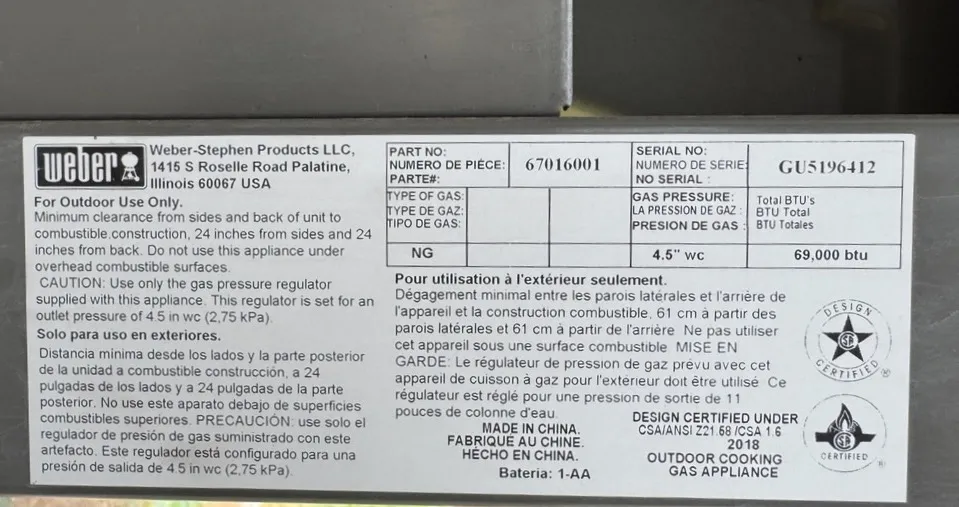 weber
Weber-Stephen Products LLC,
1415 S Roselle Road Palatine,
Illinois 60067 USA
For Outdoor Use Only.
Minimum clearance from sides and back of unit to
combustible.construction, 24 inches from sides and 24
inches from back. Do not use this appliance under
overhead combustible surfaces.
CAUTION: Use only the gas pressure regulator
supplied with this appliance. This regulator is set for an
outlet pressure of 4.5 in wc (2,75 kPa).
Solo para uso en exteriores.
Distancia mínima desde los lados y la parte posterior
de la unidad a combustible construcción, a 24
pulgadas de los lados y a 24 pulgadas de la parte
posterior. No use este aparato debajo de superficies
combustibles superiores. PRECAUCIÓN: use solo el
regulador de presión de gas suministrado con este
artefacto. Este regulador está configurado para una
presión de salida de 4.5 in wc (2,75 kPa).
PART NO:
NUMERO DE PIÈCE:
PARTE#:
67016001
SERIAL NO:
NUMERO DE SERIE:
NO SERIAL :
GU5196412
TYPE OF GAS:
TYPE DE GAZ:
TIPO DE GAS:
GAS PRESSURE:
LA PRESSION DE GAZ :
PRESION DE GAS :
Total BTU's
BTU Total
BTU Totales
NG
4.5" wc
69,000 btu
Pour utilisation à l'extérieur seulement.
Dégagement minimal entre les parois latérales et l'arrière de
l'appareil et la construction combustible, 61 cm à partir des
parois latérales et 61 cm à partir de l'arrière Ne pas utiliser
cet appareil sous une surface combustible MISE EN
GARDE: Le régulateur de pression de gaz prévu avec cet
appareil de cuisson à gaz pour l'extérieur doit être utilisé Ce
régulateur est réglé pour une pression de sortie de 11
pouces de colonne d'eau.
MADE IN CHINA.
FABRIQUÉ AU CHINE.
HECHO EN CHINA.
Bateria: 1-AA
DESIGN CERTIFIED UNDER
CSA/ANSI Z21.58 /CSA 1.6
2018
OUTDOOR COOKING
GAS APPLIANCE
DESIGN
CERTIFIED
®
CERTIFIED
®